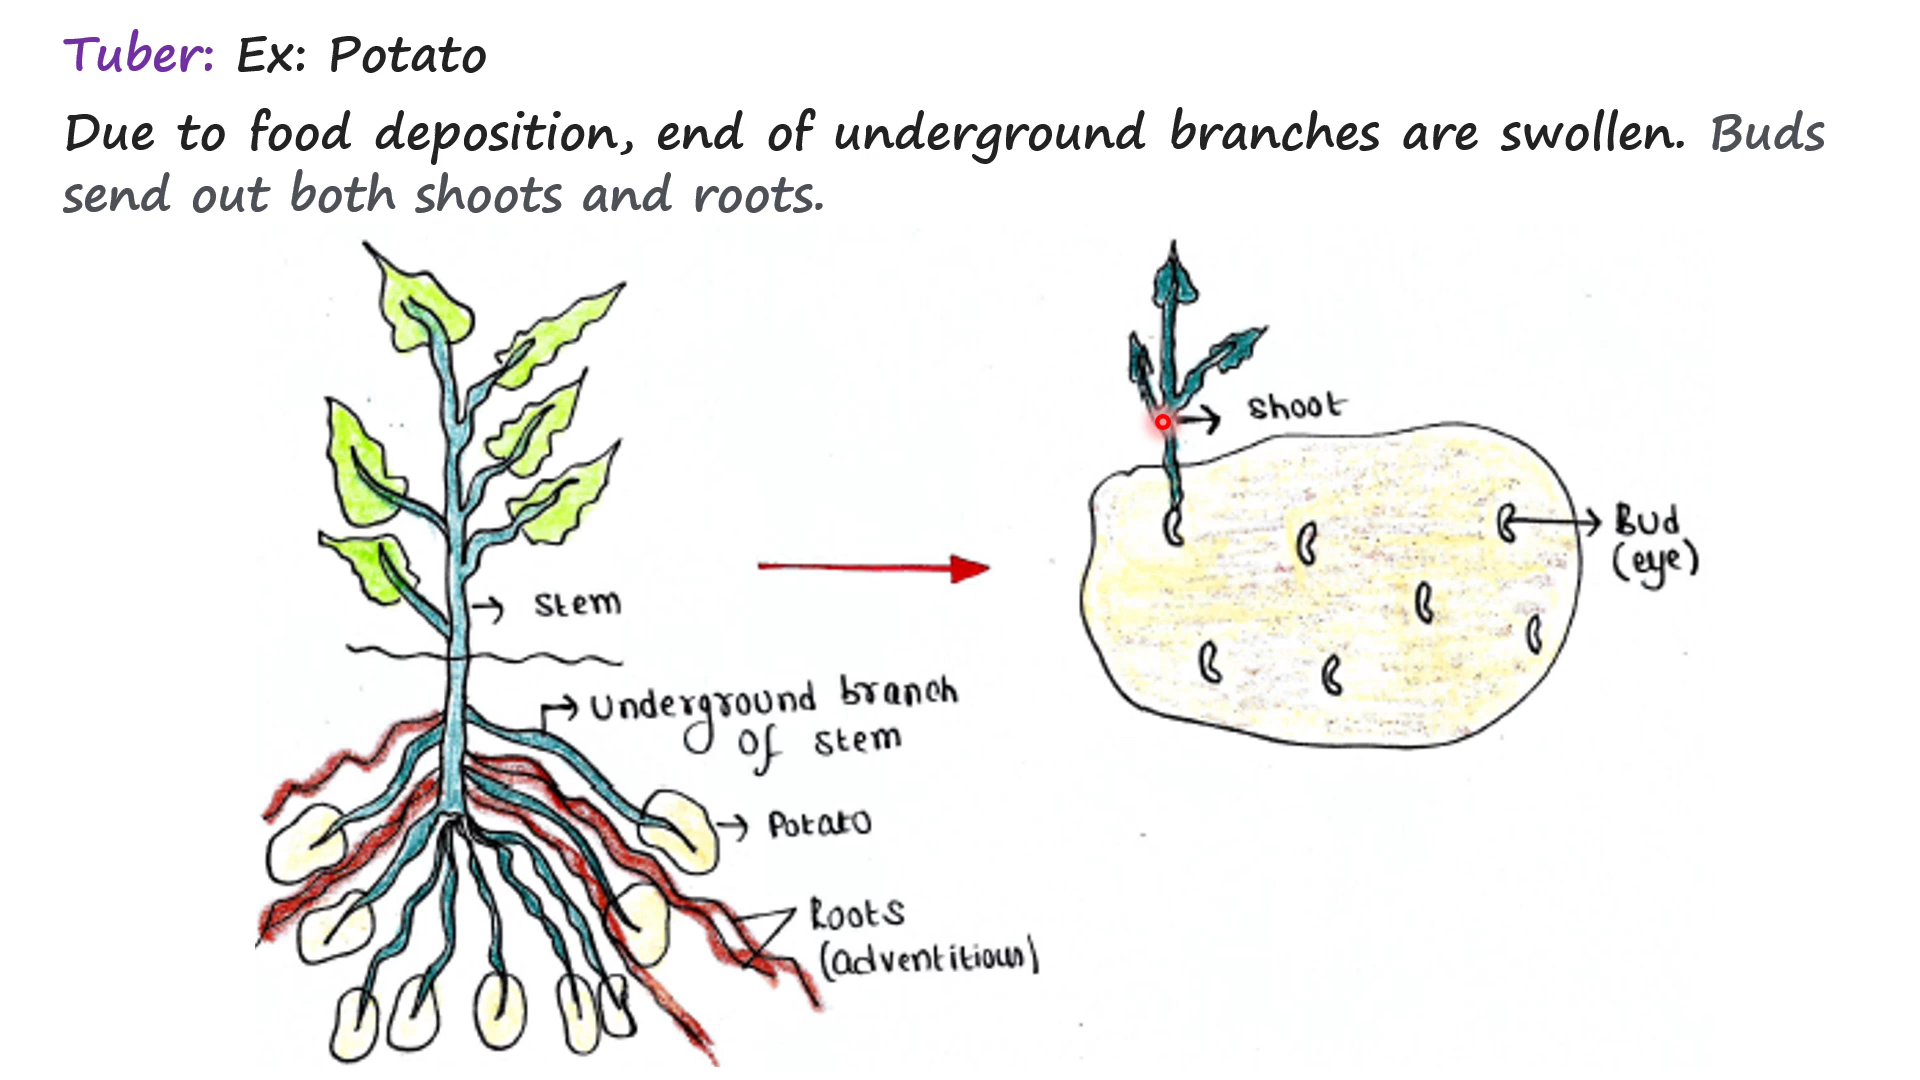 Tuber: Ex: Potato
Due to food deposition, end of underground branches are swollen. Buds
send out both shoots and roots.
Shoot
Bud
(eye)
Stem
Underground branch
of stem
Potato
Roots
(adventitious)